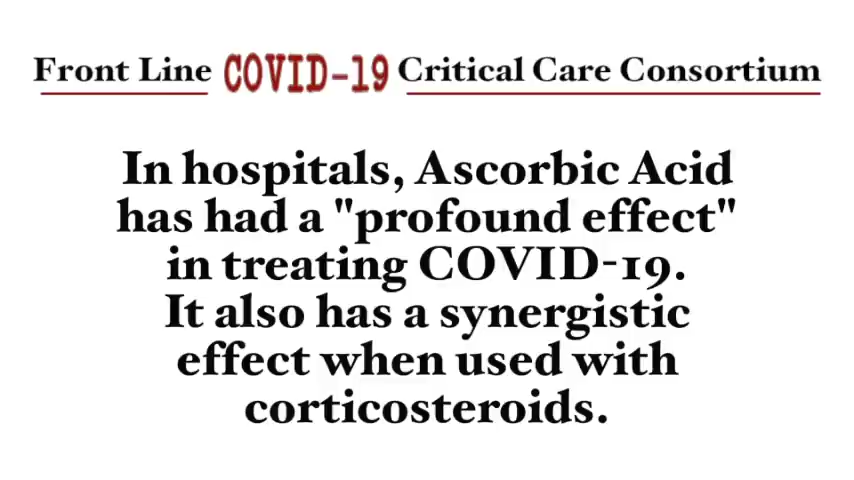 Front Line COVID-19 Critical Care Consortium
In hospitals, Ascorbic Acid
has had a "profound effect"
in treating COVID-19.
It also has a synergistic
effect when used with
corticosteroids.